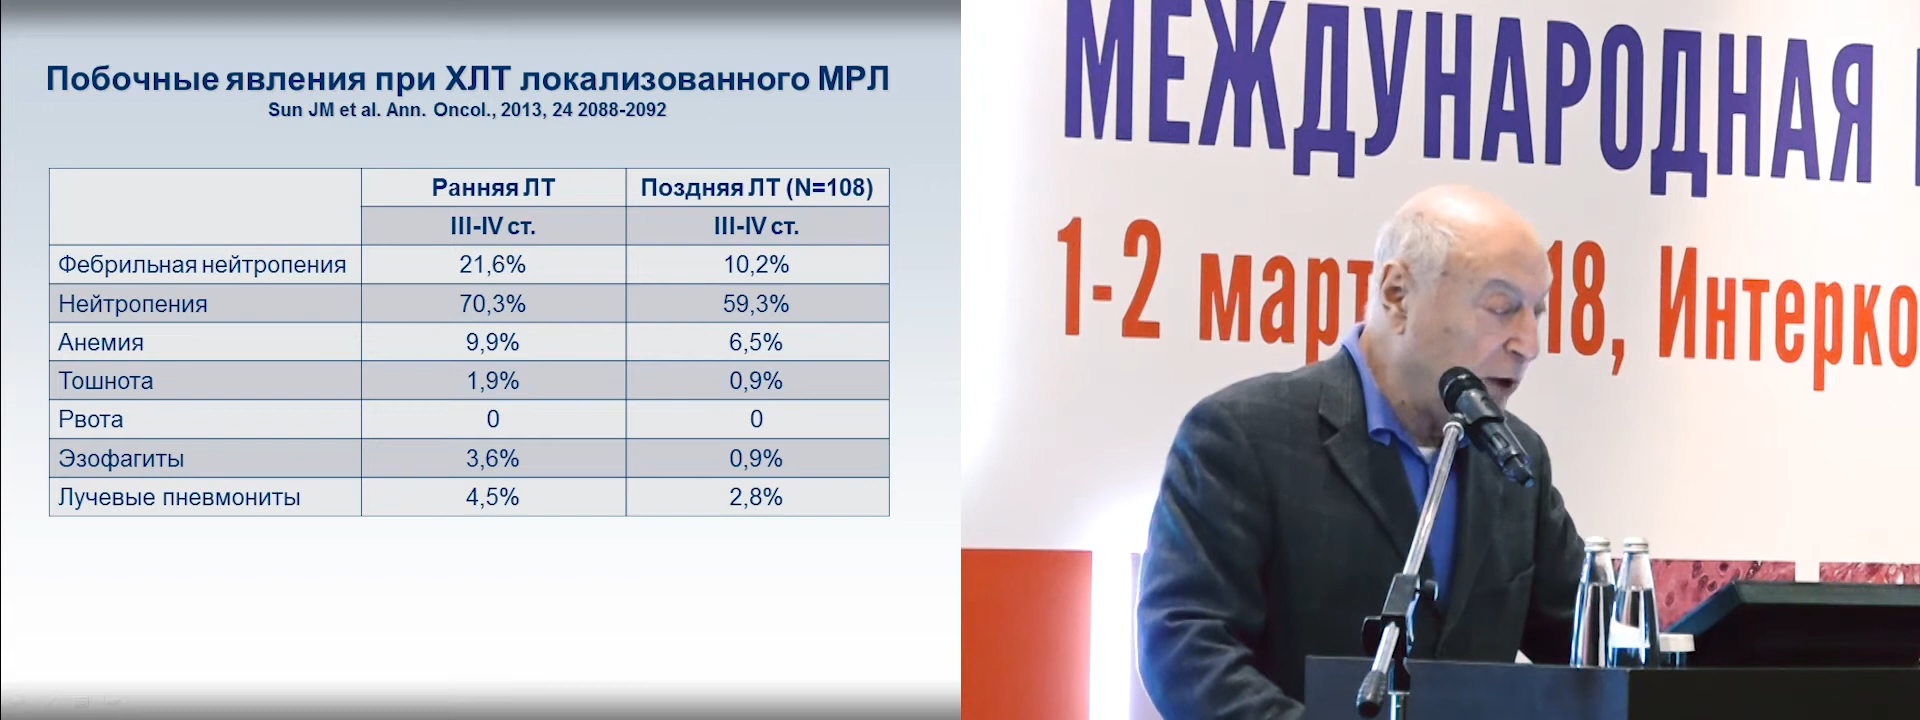 Побочные явления при ХЛТ локализованного МРЛ
Sun JM et al. Ann. Oncol., 2013, 24 2088-2092
Ранняя ЛТ Поздняя ЛТ (N=108)
III-IV ст. III-IV ст.
Фебрильная нейтропения 21,6% 10,2%
Нейтропения 70,3% 59,3%
Анемия 9,9% 6,5%
Тошнота 1,9% 0,9%
Рвота 0 0
Эзофагиты 3,6% 0,9%
Лучевые пневмониты 4,5% 2,8%
МЕЖДУНАРОДНАЯ
1-2 март 18, Интерко